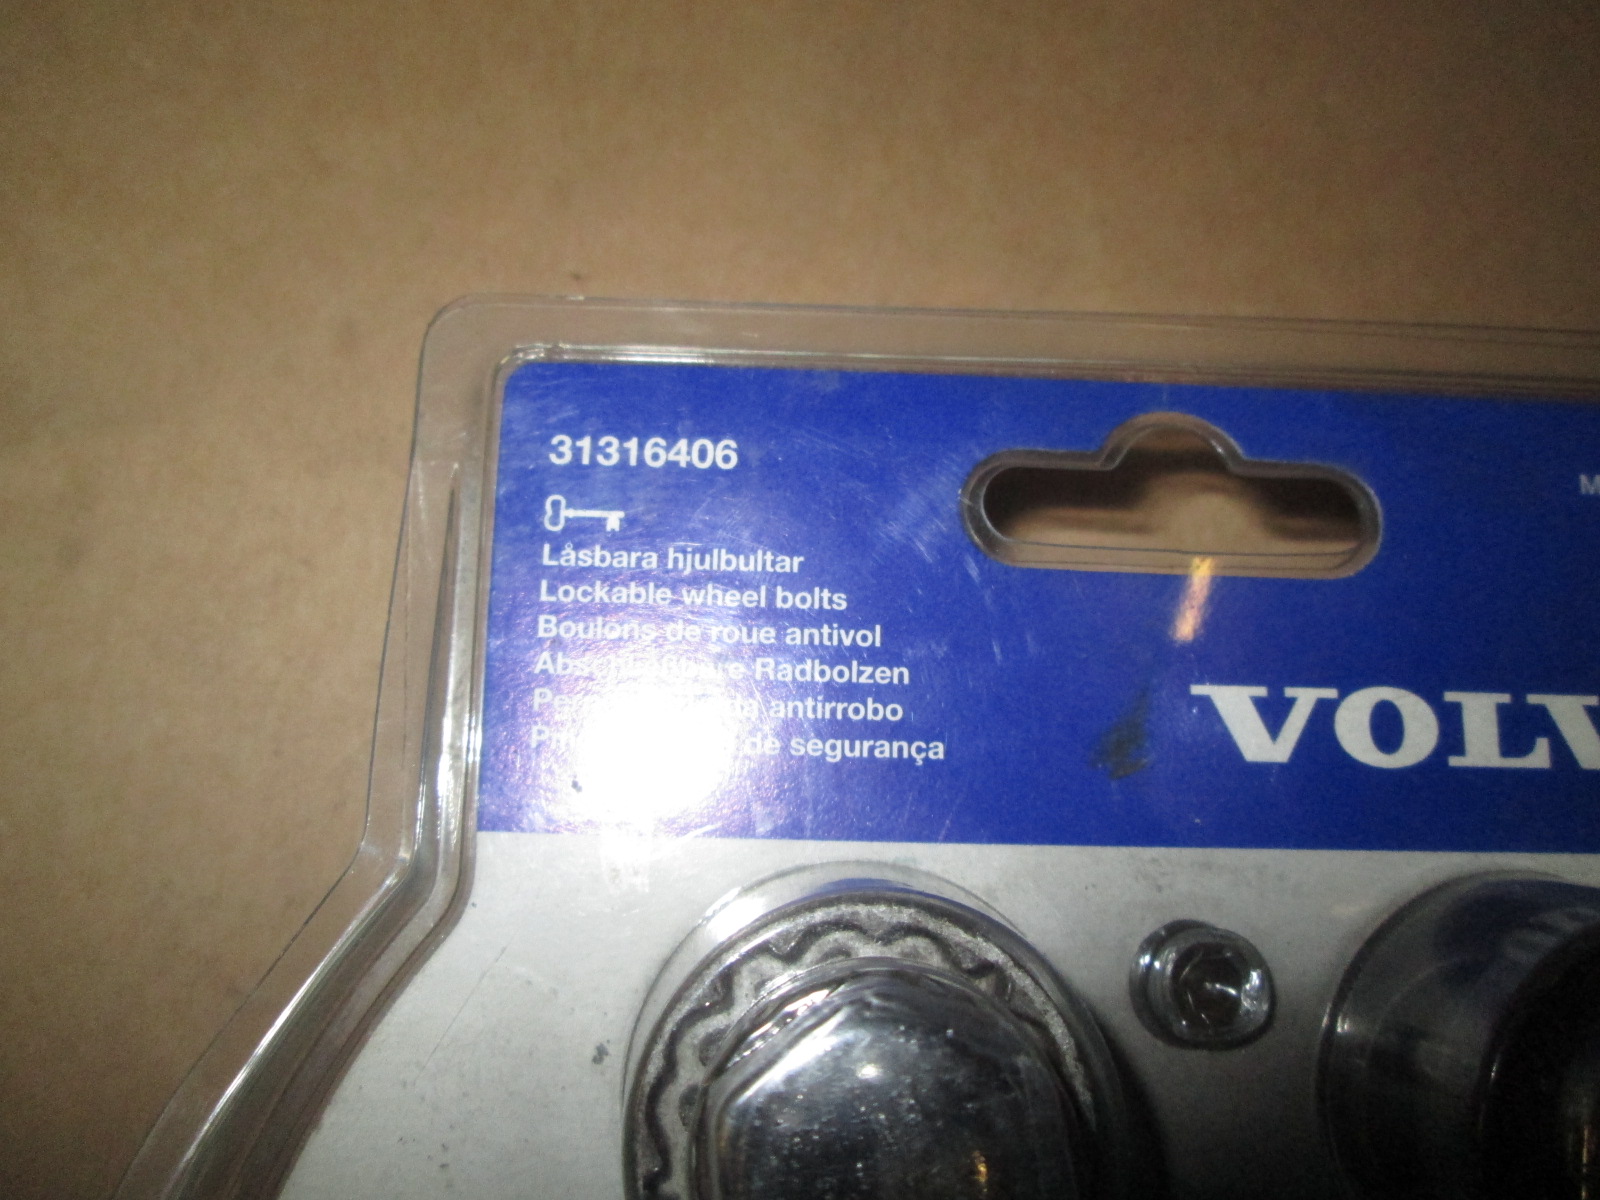 31316406
M
Låsbara hjulbultar
Lockable wheel bolts
Boulons de roue antivol
Radbolzen
antirrobo
de segurança
VOLV